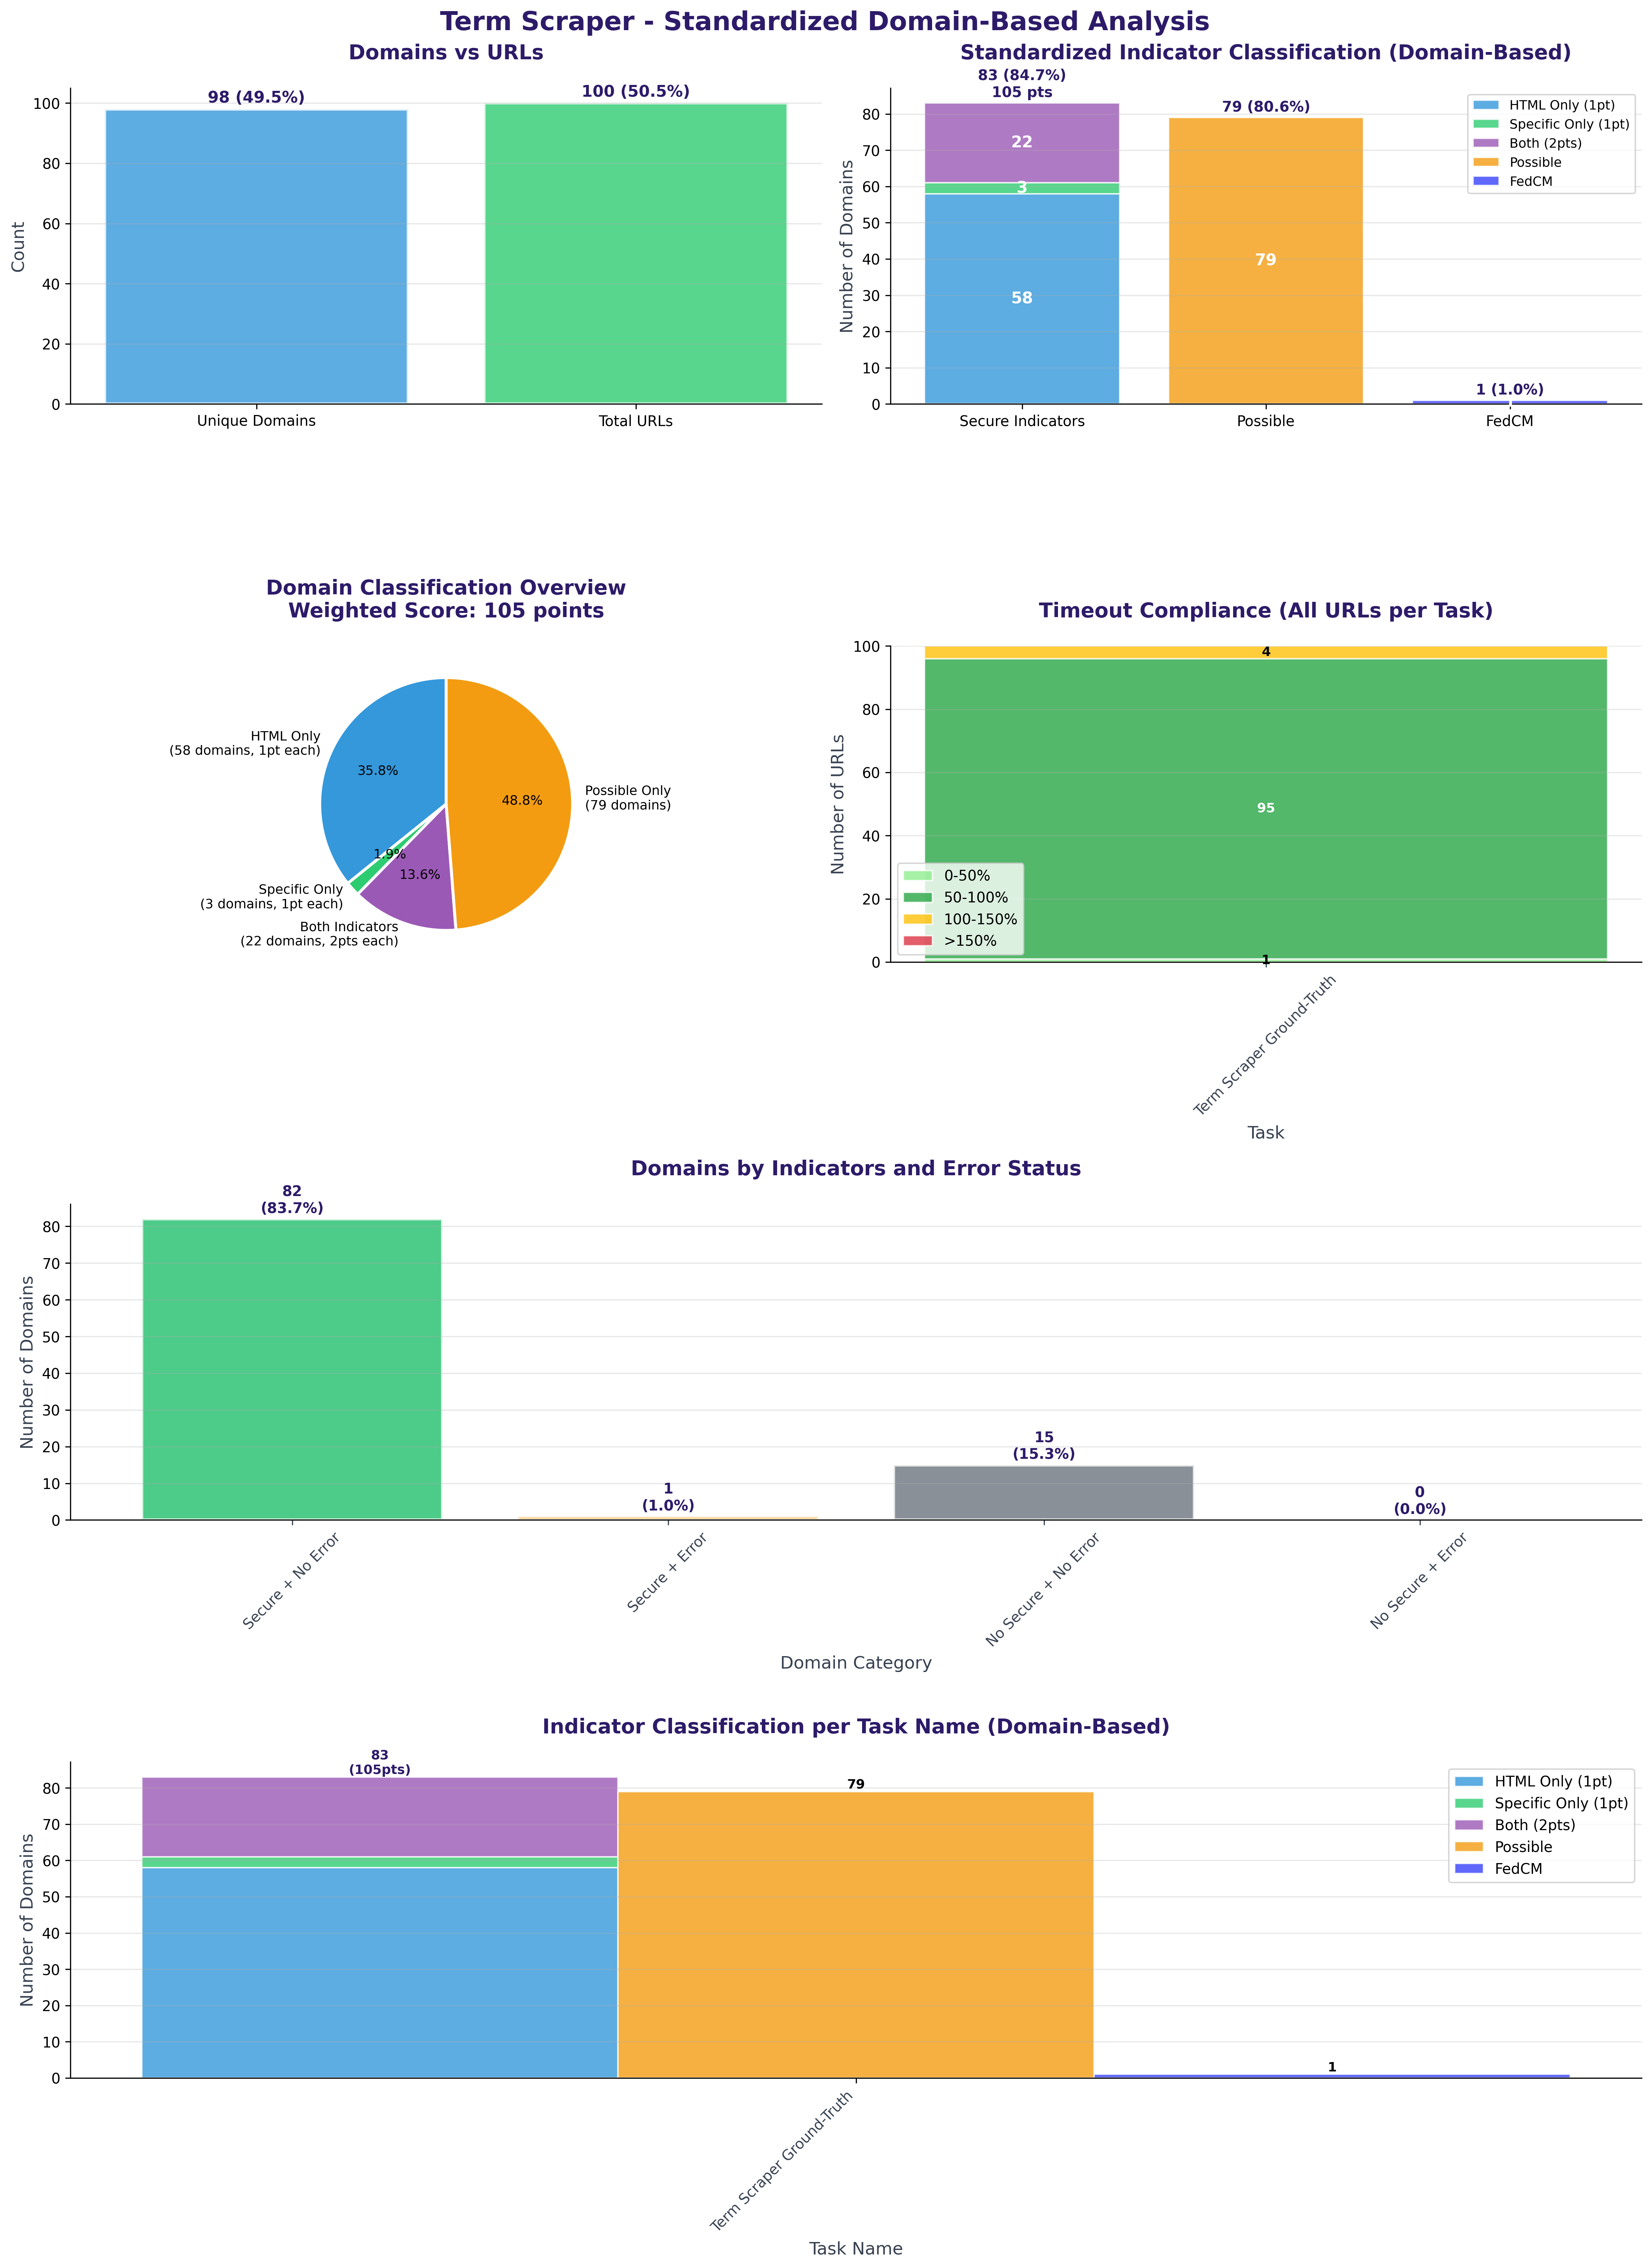 Term Scraper - Standardized Domain-Based Analysis
Domains vs URLs
98 (49.5%)
100 (50.5%)
100
80
60
40
20
0
Count
Unique Domains
Total URLs
Standardized Indicator Classification (Domain-Based)
83 (84.7%)
105 pts
79 (80.6%)
1 (1.0%)
22
3
58
79
80
70
60
50
40
30
20
10
0
Number of Domains
Secure Indicators
Possible
FedCM
HTML Only (1pt)
Specific Only (1pt)
Both (2pts)
Possible
FedCM
Domain Classification Overview
Weighted Score: 105 points
HTML Only
(58 domains, 1pt each)
35.8%
48.8%
Possible Only
(79 domains)
1.9%
13.6%
Specific Only
(3 domains, 1pt each)
Both Indicators
(22 domains, 2pts each)
Timeout Compliance (All URLs per Task)
4
95
1
100
80
60
40
20
0
Number of URLs
0-50%
50-100%
100-150%
>150%
Term Scraper Ground-Truth
Task
Domains by Indicators and Error Status
82
(83.7%)
1
(1.0%)
15
(15.3%)
0
(0.0%)
80
70
60
50
40
30
20
10
0
Number of Domains
Secure + No Error
Secure + Error
No Secure + No Error
No Secure + Error
Domain Category
Indicator Classification per Task Name (Domain-Based)
83
(105pts)
79
1
80
70
60
50
40
30
20
10
0
Number of Domains
HTML Only (1pt)
Specific Only (1pt)
Both (2pts)
Possible
FedCM
Term Scraper Ground-Truth
Task Name